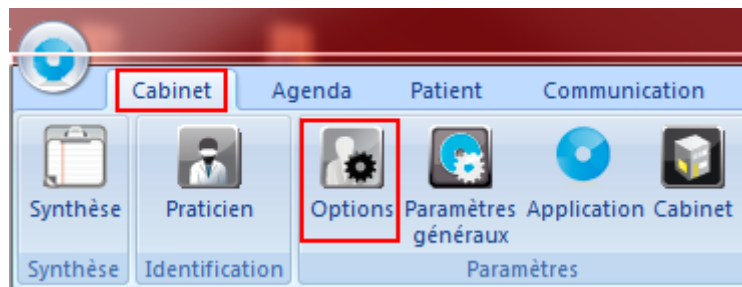 Cabinet Agenda Patient Communication
Synthèse Praticien Options Paramètres généraux Application Cabinet
Synthèse Identification Paramètres